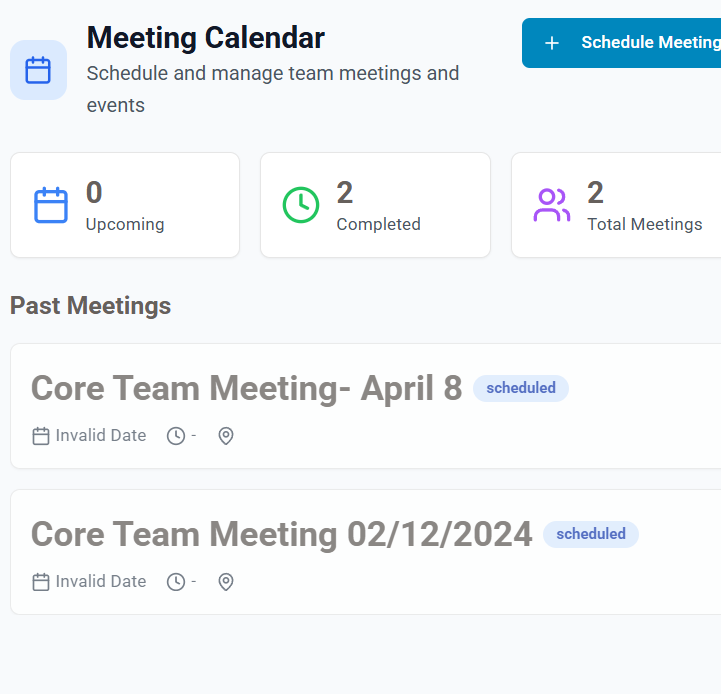 Meeting Calendar
Schedule and manage team meetings and
events
Schedule Meeting
0
Upcoming
2
Completed
2
Total Meetings
Past Meetings
Core Team Meeting- April 8 scheduled
Invalid Date -
Core Team Meeting 02/12/2024 scheduled
Invalid Date -